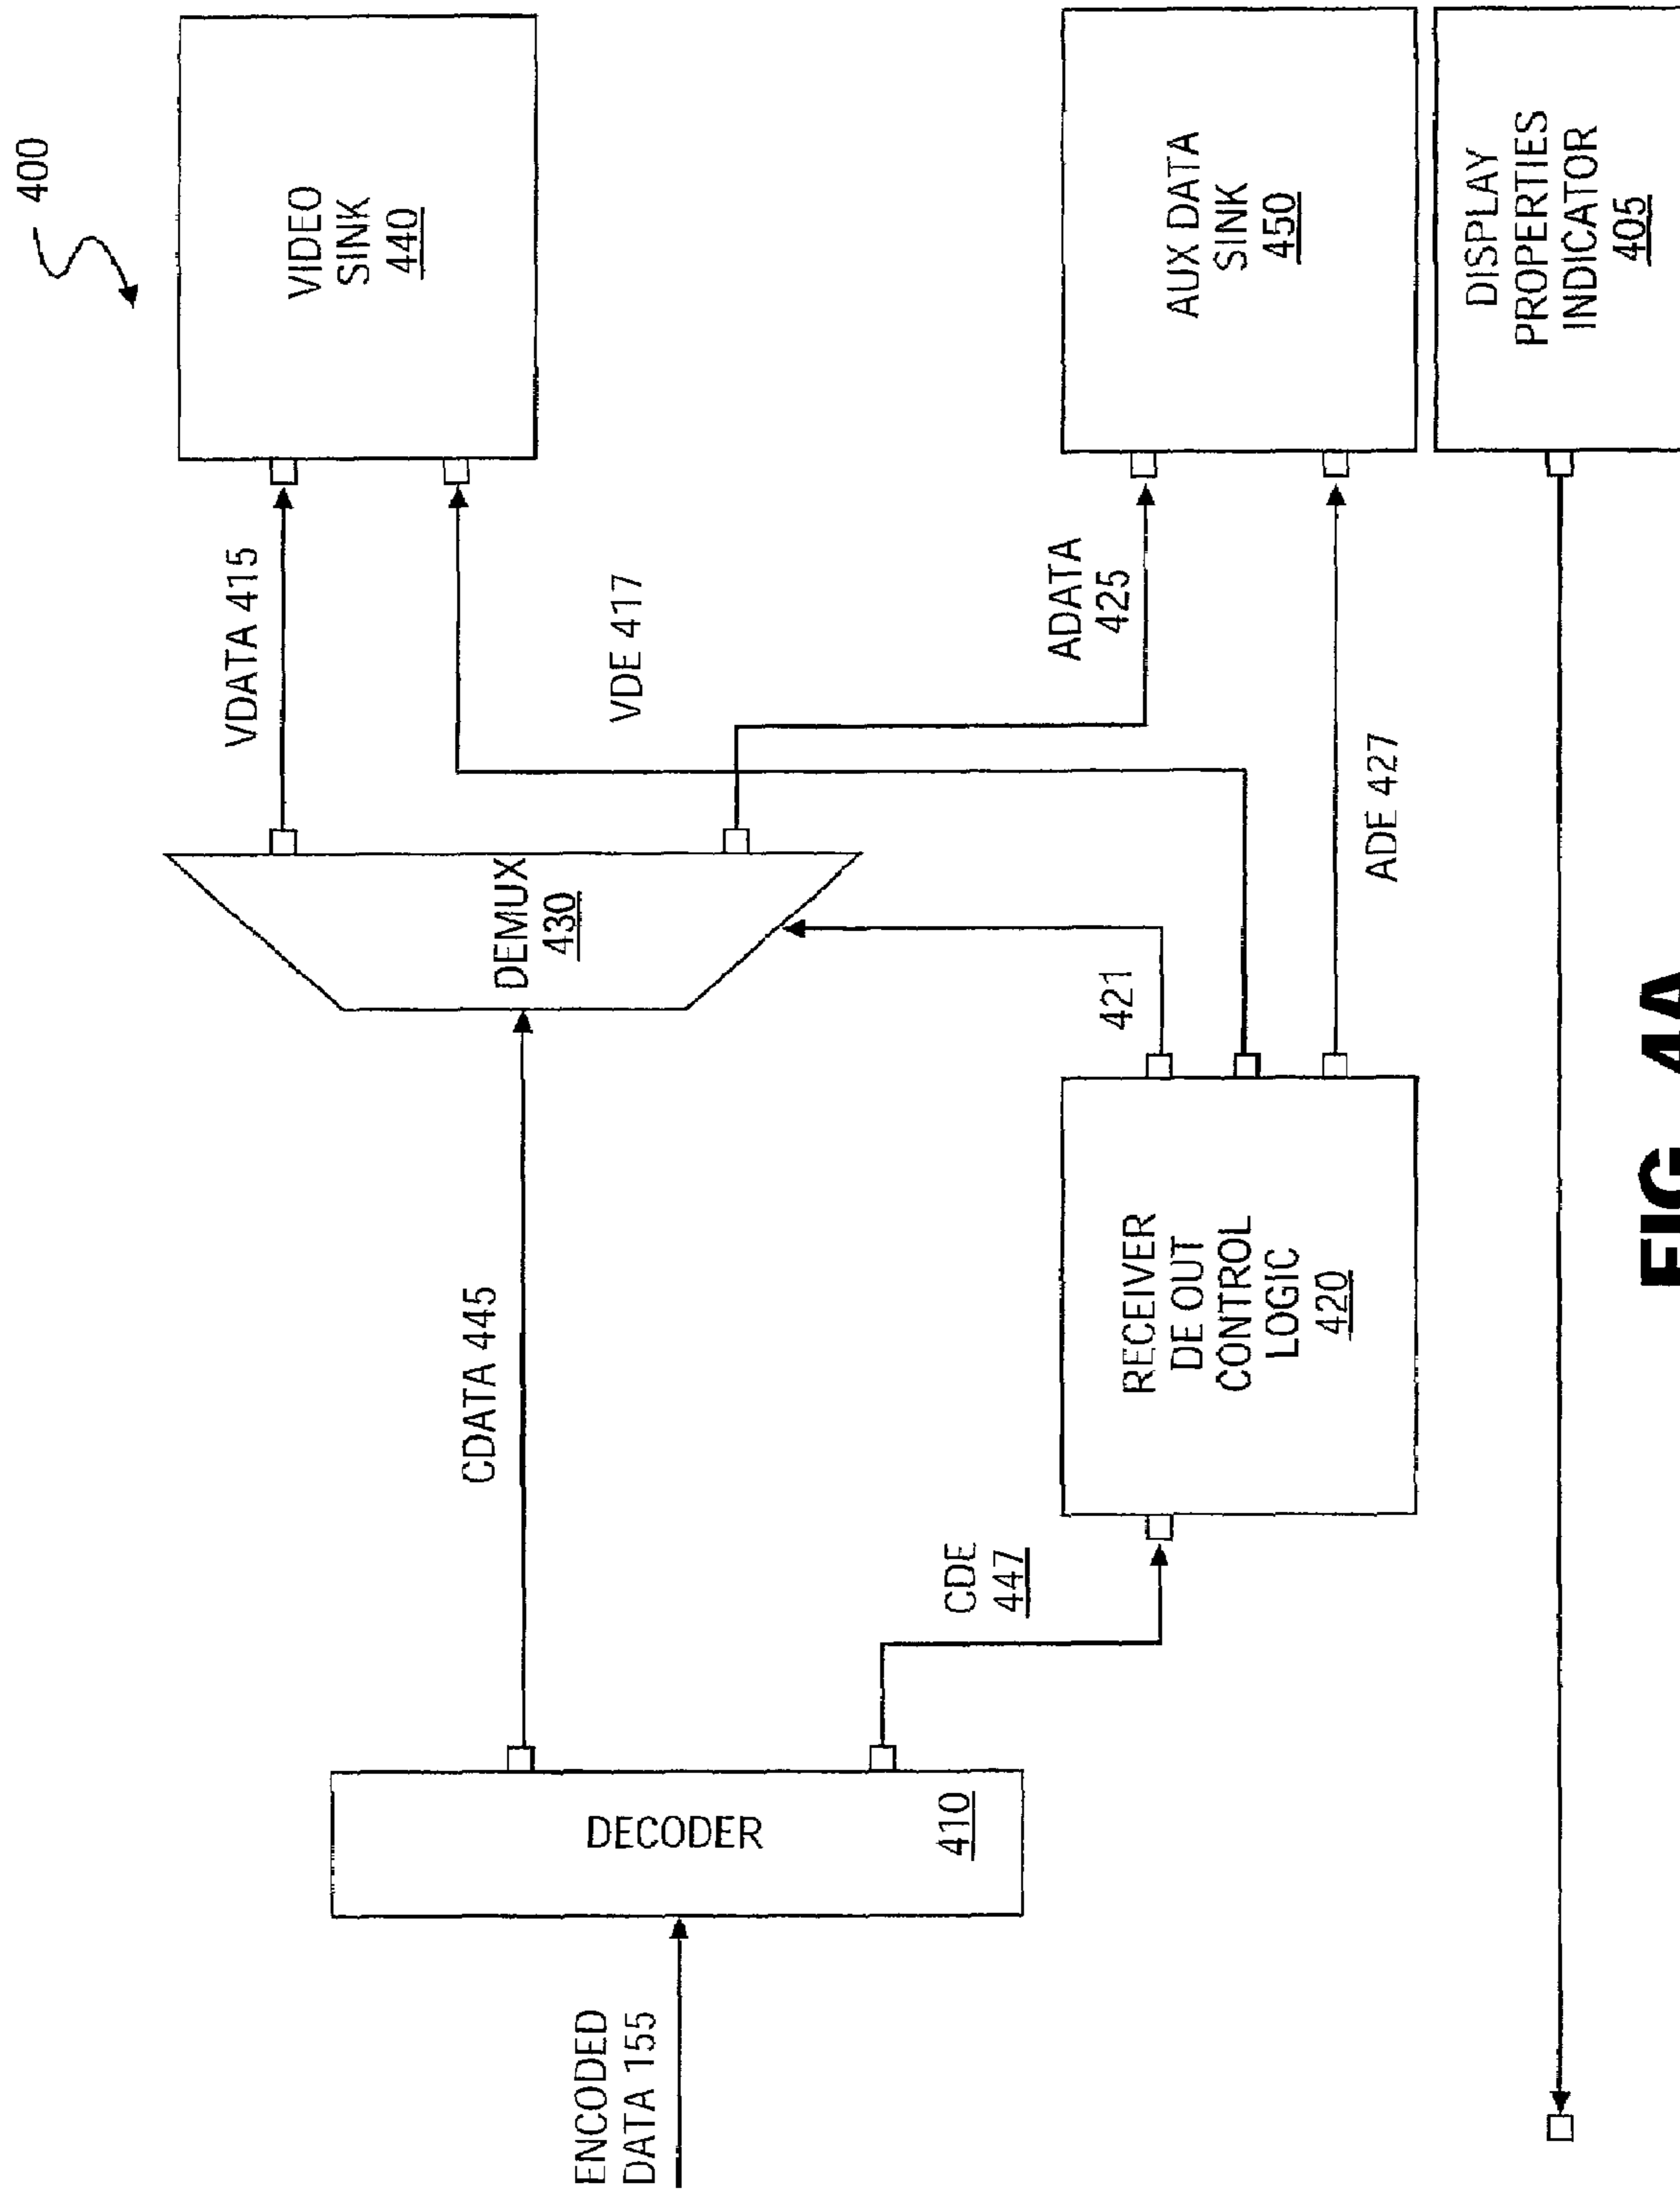 400
VIDEO
SINK
440
AUX DATA
SINK
450
DISPLAY
PROPERTIES
INDICATOR
405
VDATA 415
VDE 417
ADATA
425
ADE 427
DEMUX
430
421
CDATA 445
CDE
447
RECEIVER
DE OUT
CONTROL
LOGIC
420
DECODER
410
ENCODED
DATA 155
FIG. 4A